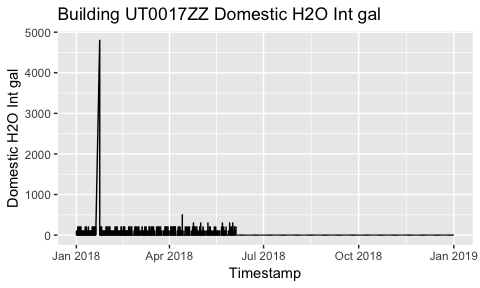 Building UT0017ZZ Domestic H2O Int gal
Domestic H2O Int gal
5000
4000
3000
2000
1000
0
Jan 2018
Apr 2018
Jul 2018
Oct 2018
Jan 2019
Timestamp